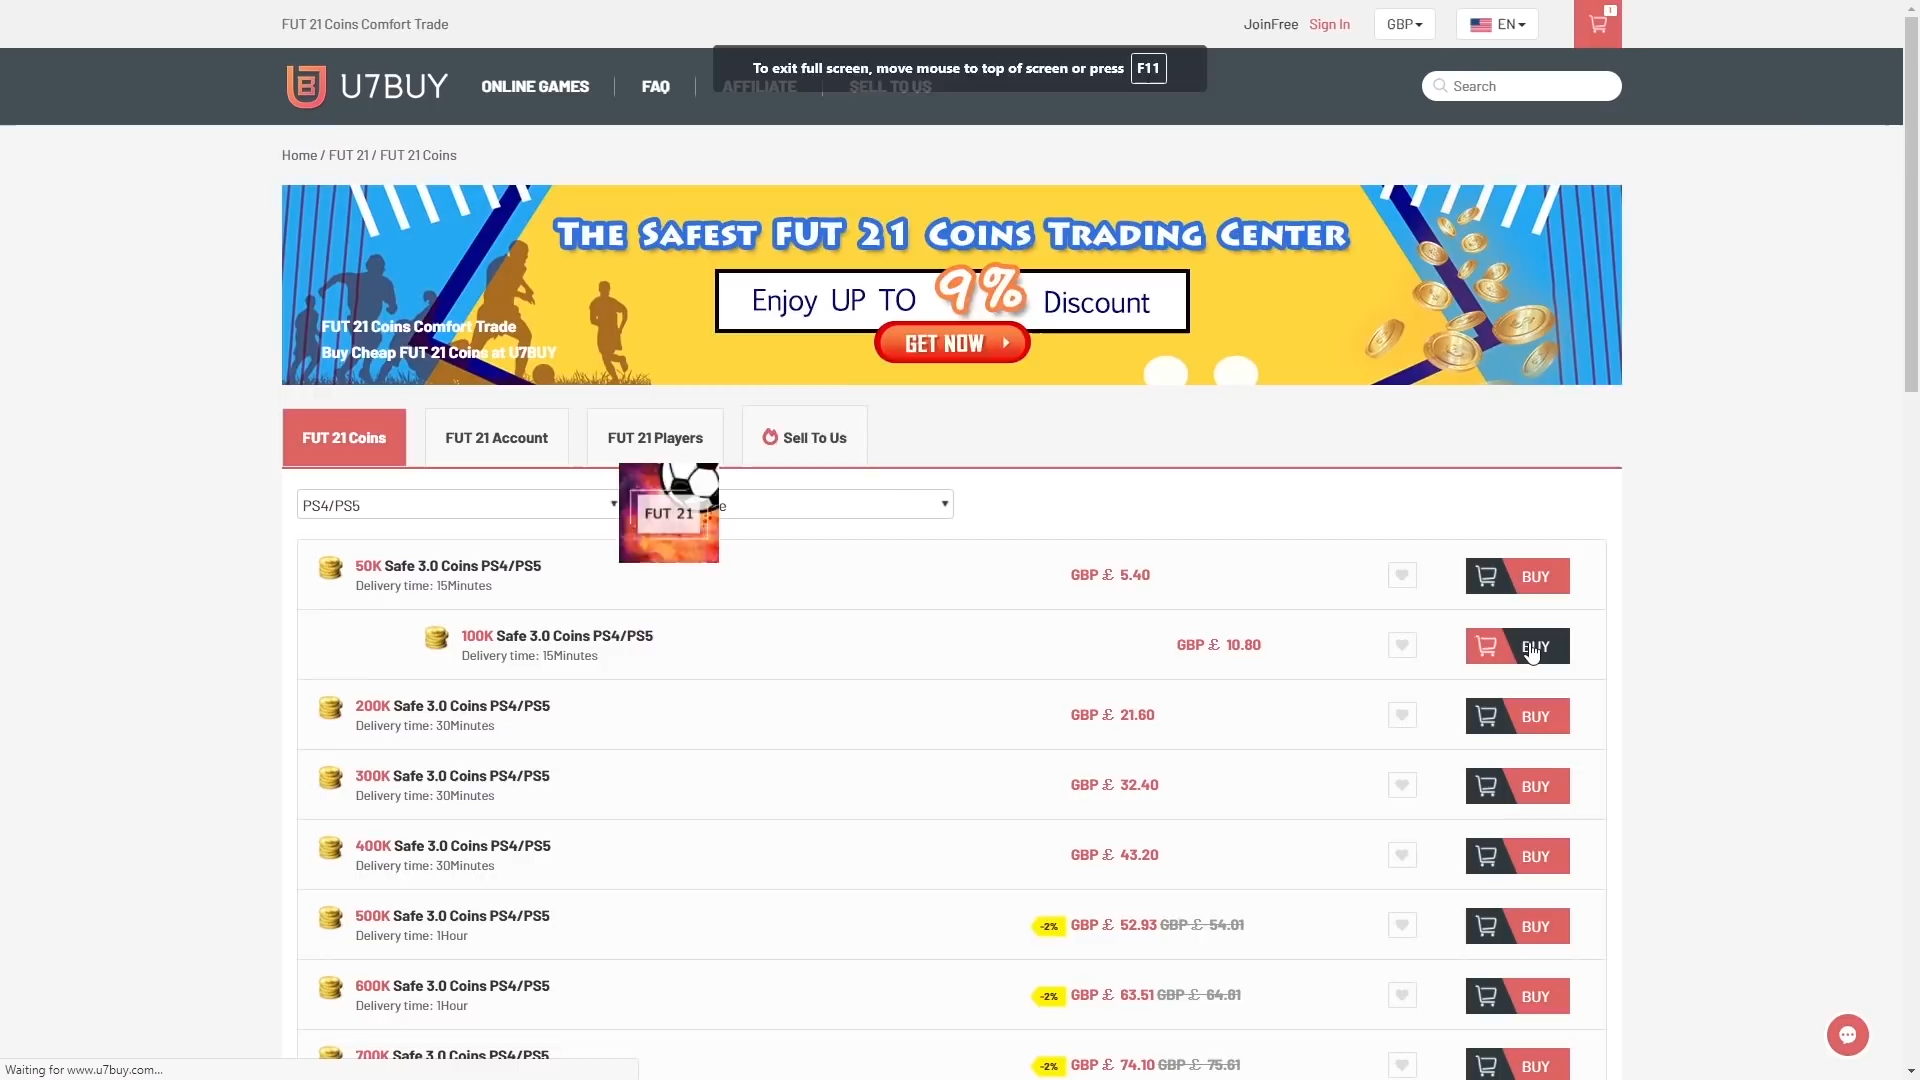 FUT 21 Coins Comfort Trade
JoinFree Sign In GBP EN 1
To exit full screen, move mouse to top of screen or press F11
U7BUY ONLINE GAMES FAQ AFFILIATE SELL TO US Search
Home / FUT 21 / FUT 21 Coins
THE SAFEST FUT 21 COINS TRADING CENTER
Enjoy UP TO 9% Discount
GET NOW
FUT 21 Coins Comfort Trade
Buy Cheap FUT 21 Coins at U7BUY
FUT 21 Coins FUT 21 Account FUT 21 Players Sell To Us
PS4/PS5
FUT 21
50K Safe 3.0 Coins PS4/PS5 GBP £ 5.40 BUY
Delivery time: 15Minutes
100K Safe 3.0 Coins PS4/PS5 GBP £ 10.80 BUY
Delivery time: 15Minutes
200K Safe 3.0 Coins PS4/PS5 GBP £ 21.60 BUY
Delivery time: 30Minutes
300K Safe 3.0 Coins PS4/PS5 GBP £ 32.40 BUY
Delivery time: 30Minutes
400K Safe 3.0 Coins PS4/PS5 GBP £ 43.20 BUY
Delivery time: 30Minutes
500K Safe 3.0 Coins PS4/PS5 -2% GBP £ 52.93 GBP £ 54.01 BUY
Delivery time: 1Hour
600K Safe 3.0 Coins PS4/PS5 -2% GBP £ 63.51 GBP £ 64.81 BUY
Delivery time: 1Hour
700K Safe 3.0 Coins PS4/PS5 -2% GBP £ 74.10 GBP £ 75.61 BUY
Waiting for www.u7buy.com...